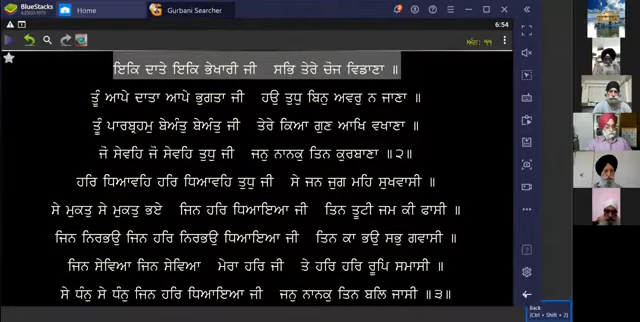 BlueStacks
Home
Gurbani Searcher
6:54
ਅੰਗ: ੧੧
ਇਕਿ ਦਾਤੇ ਇਕਿ ਭੇਖਾਰੀ ਜੀ ਸਭਿ ਤੇਰੇ ਚੋਜ ਵਿਡਾਣਾ ॥
ਤੂੰ ਆਪੇ ਦਾਤਾ ਆਪੇ ਭੁਗਤਾ ਜੀ ਹਉ ਤੁਧੁ ਬਿਨੁ ਅਵਰੁ ਨ ਜਾਣਾ ॥
ਤੂੰ ਪਾਰਬ੍ਰਹਮੁ ਬੇਅੰਤੁ ਬੇਅੰਤੁ ਜੀ ਤੇਰੇ ਕਿਆ ਗੁਣ ਆਖਿ ਵਖਾਣਾ ॥
ਜੋ ਸੇਵਹਿ ਜੋ ਸੇਵਹਿ ਤੁਧੁ ਜੀ ਜਨੁ ਨਾਨਕੁ ਤਿਨ ਕੁਰਬਾਣਾ ॥੨॥
ਹਰਿ ਧਿਆਵਹਿ ਹਰਿ ਧਿਆਵਹਿ ਤੁਧੁ ਜੀ ਸੇ ਜਨ ਜੁਗ ਮਹਿ ਸੁਖਵਾਸੀ ॥
ਸੇ ਮੁਕਤੁ ਸੇ ਮੁਕਤੁ ਭਏ ਜਿਨ ਹਰਿ ਧਿਆਇਆ ਜੀ ਤਿਨ ਤੂਟੀ ਜਮ ਕੀ ਫਾਸੀ ॥
ਜਿਨ ਨਿਰਭਉ ਜਿਨ ਹਰਿ ਨਿਰਭਉ ਧਿਆਇਆ ਜੀ ਤਿਨ ਕਾ ਭਉ ਸਭੁ ਗਵਾਸੀ ॥
ਜਿਨ ਸੇਵਿਆ ਜਿਨ ਸੇਵਿਆ ਮੇਰਾ ਹਰਿ ਜੀ ਤੇ ਹਰਿ ਹਰਿ ਰੂਪਿ ਸਮਾਸੀ ॥
ਸੇ ਧੰਨੁ ਸੇ ਧੰਨੁ ਜਿਨ ਹਰਿ ਧਿਆਇਆ ਜੀ ਜਨੁ ਨਾਨਕੁ ਤਿਨ ਬਲਿ ਜਾਸੀ ॥੩॥
Back
(Ctrl + Shift + 2)